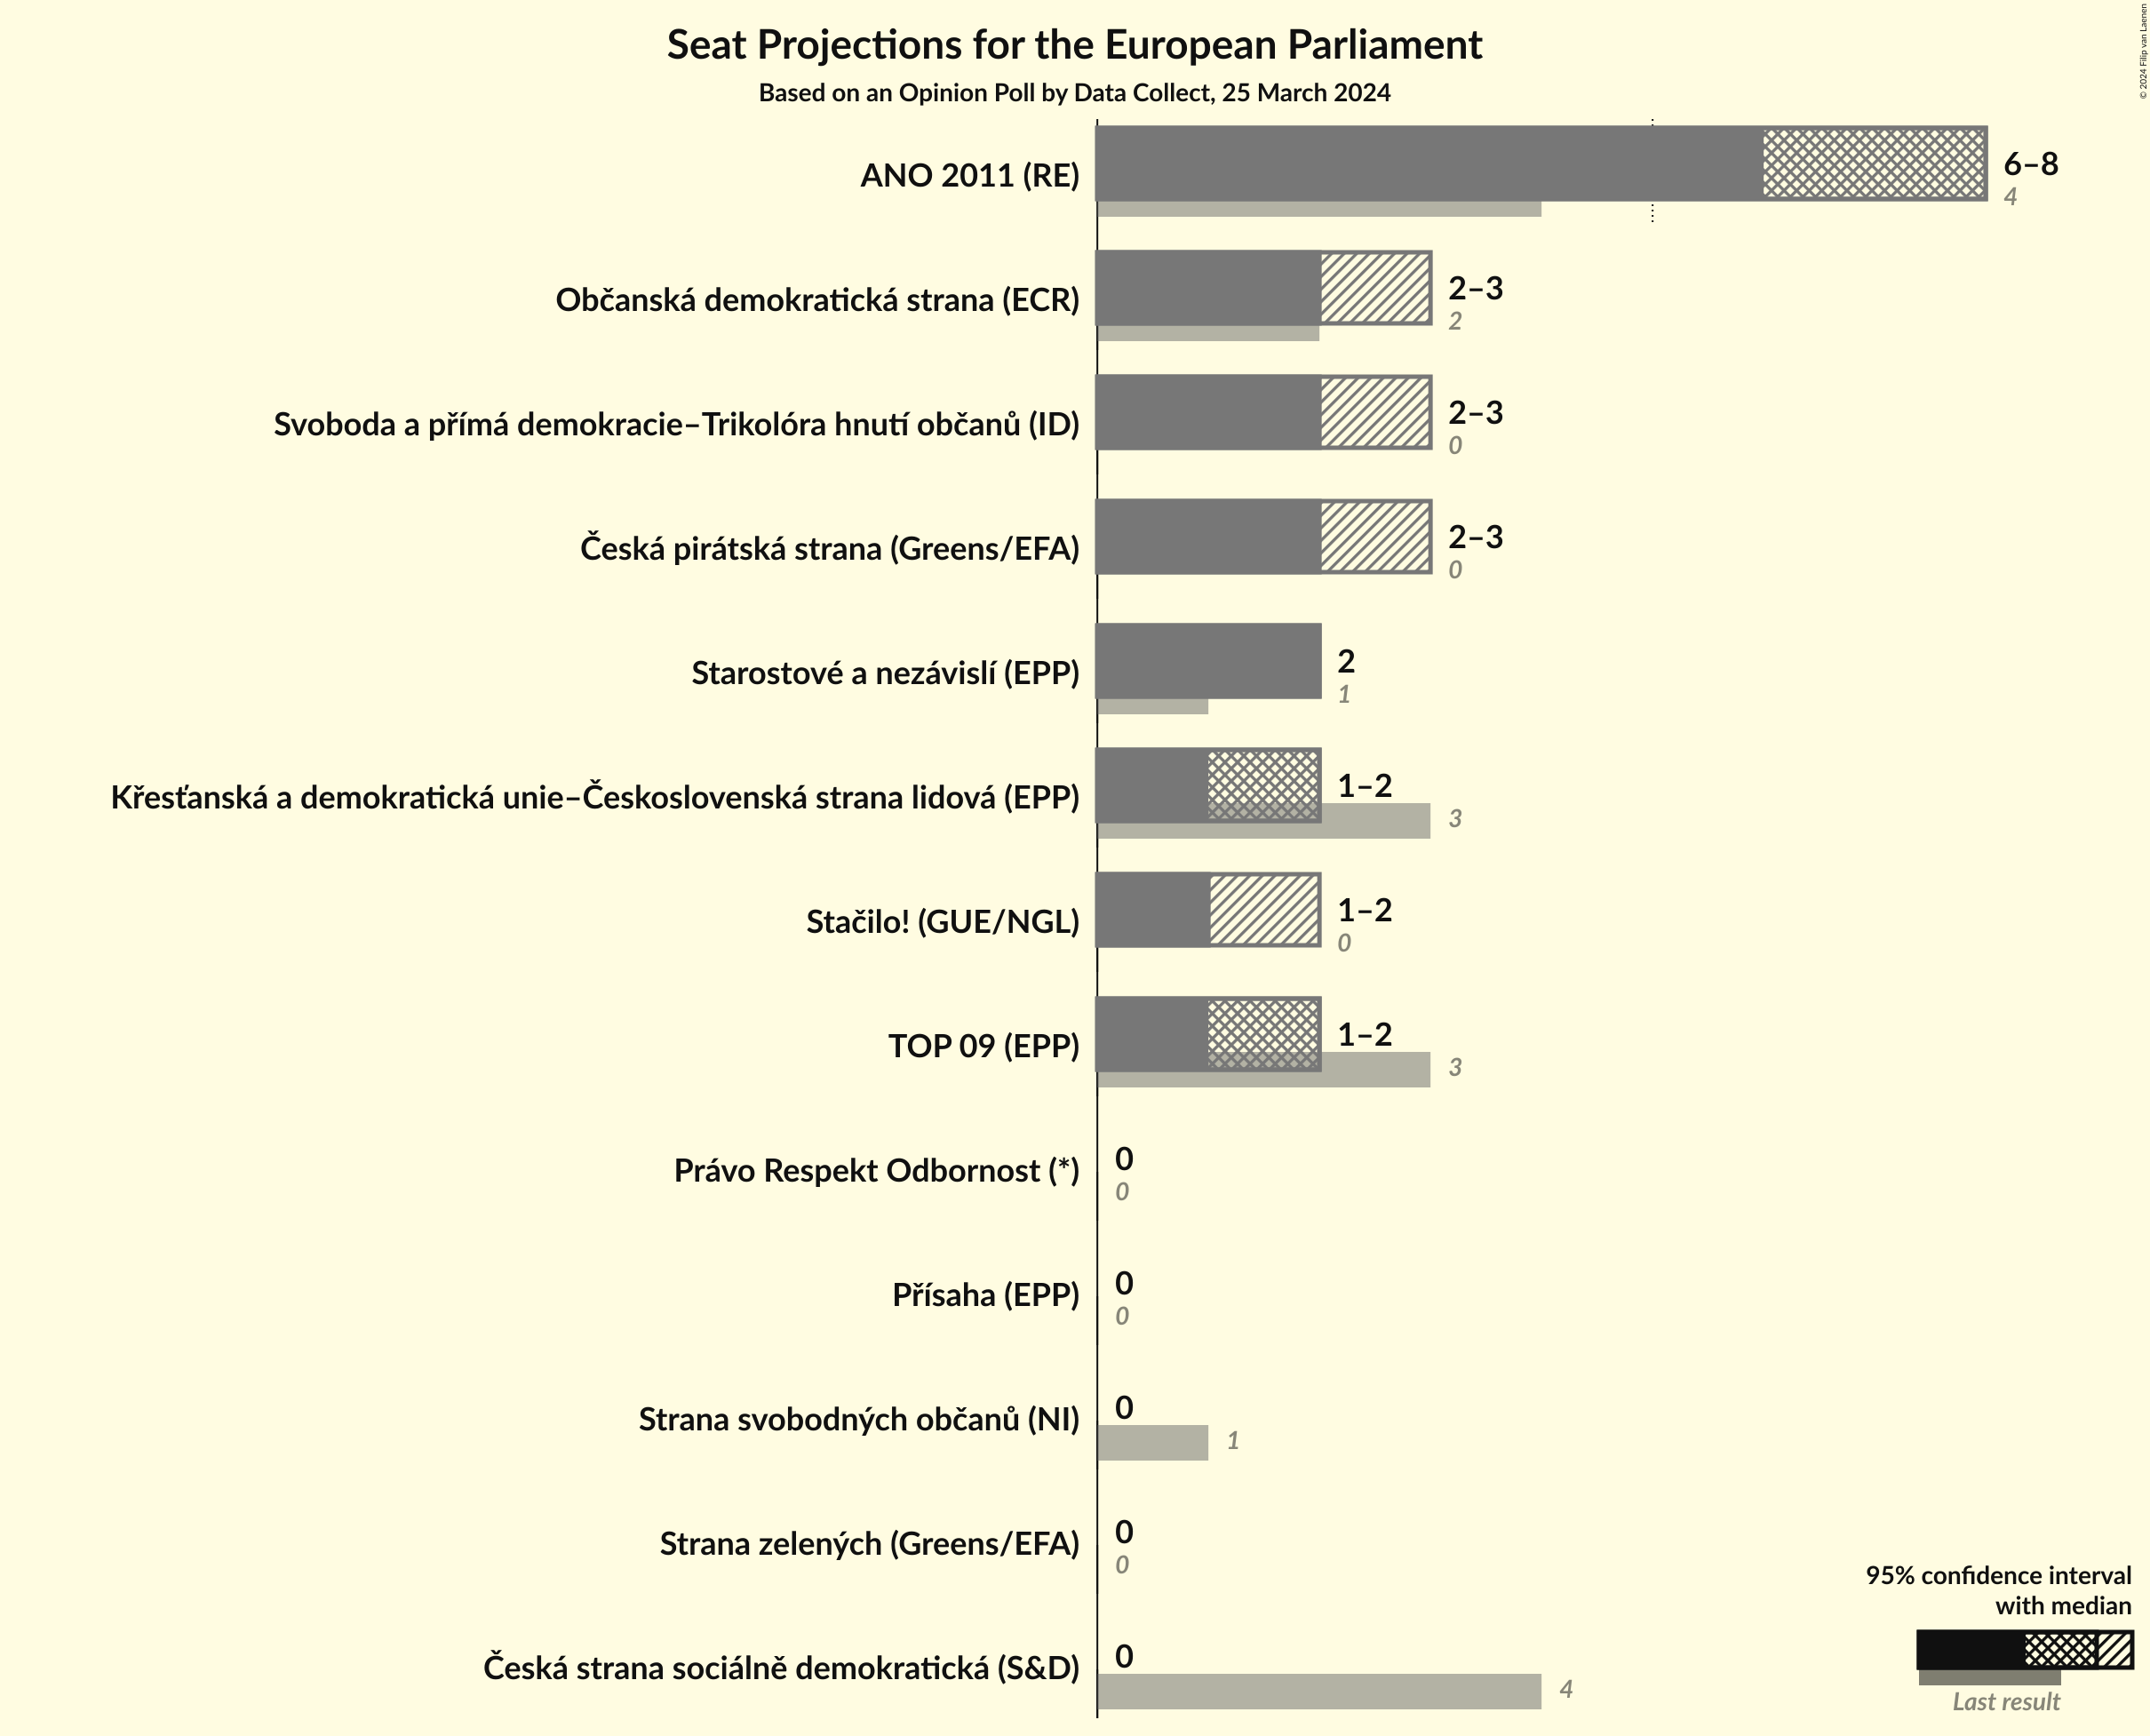 Seat Projections for the European Parliament
Based on an Opinion Poll by Data Collect, 25 March 2024
© 2024 Filip van Laenen
ANO 2011 (RE)
6–8
4
Občanská demokratická strana (ECR)
2–3
2
Svoboda a přímá demokracie–Trikolóra hnutí občanů (ID)
2–3
0
Česká pirátská strana (Greens/EFA)
2–3
0
Starostové a nezávislí (EPP)
2
1
Křesťanská a demokratická unie–Československá strana lidová (EPP)
1–2
3
Stačilo! (GUE/NGL)
1–2
0
TOP 09 (EPP)
1–2
3
Právo Respekt Odbornost (*)
0
0
Přísaha (EPP)
0
0
Strana svobodných občanů (NI)
0
1
Strana zelených (Greens/EFA)
0
0
Česká strana sociálně demokratická (S&D)
0
4
95% confidence interval
with median
Last result